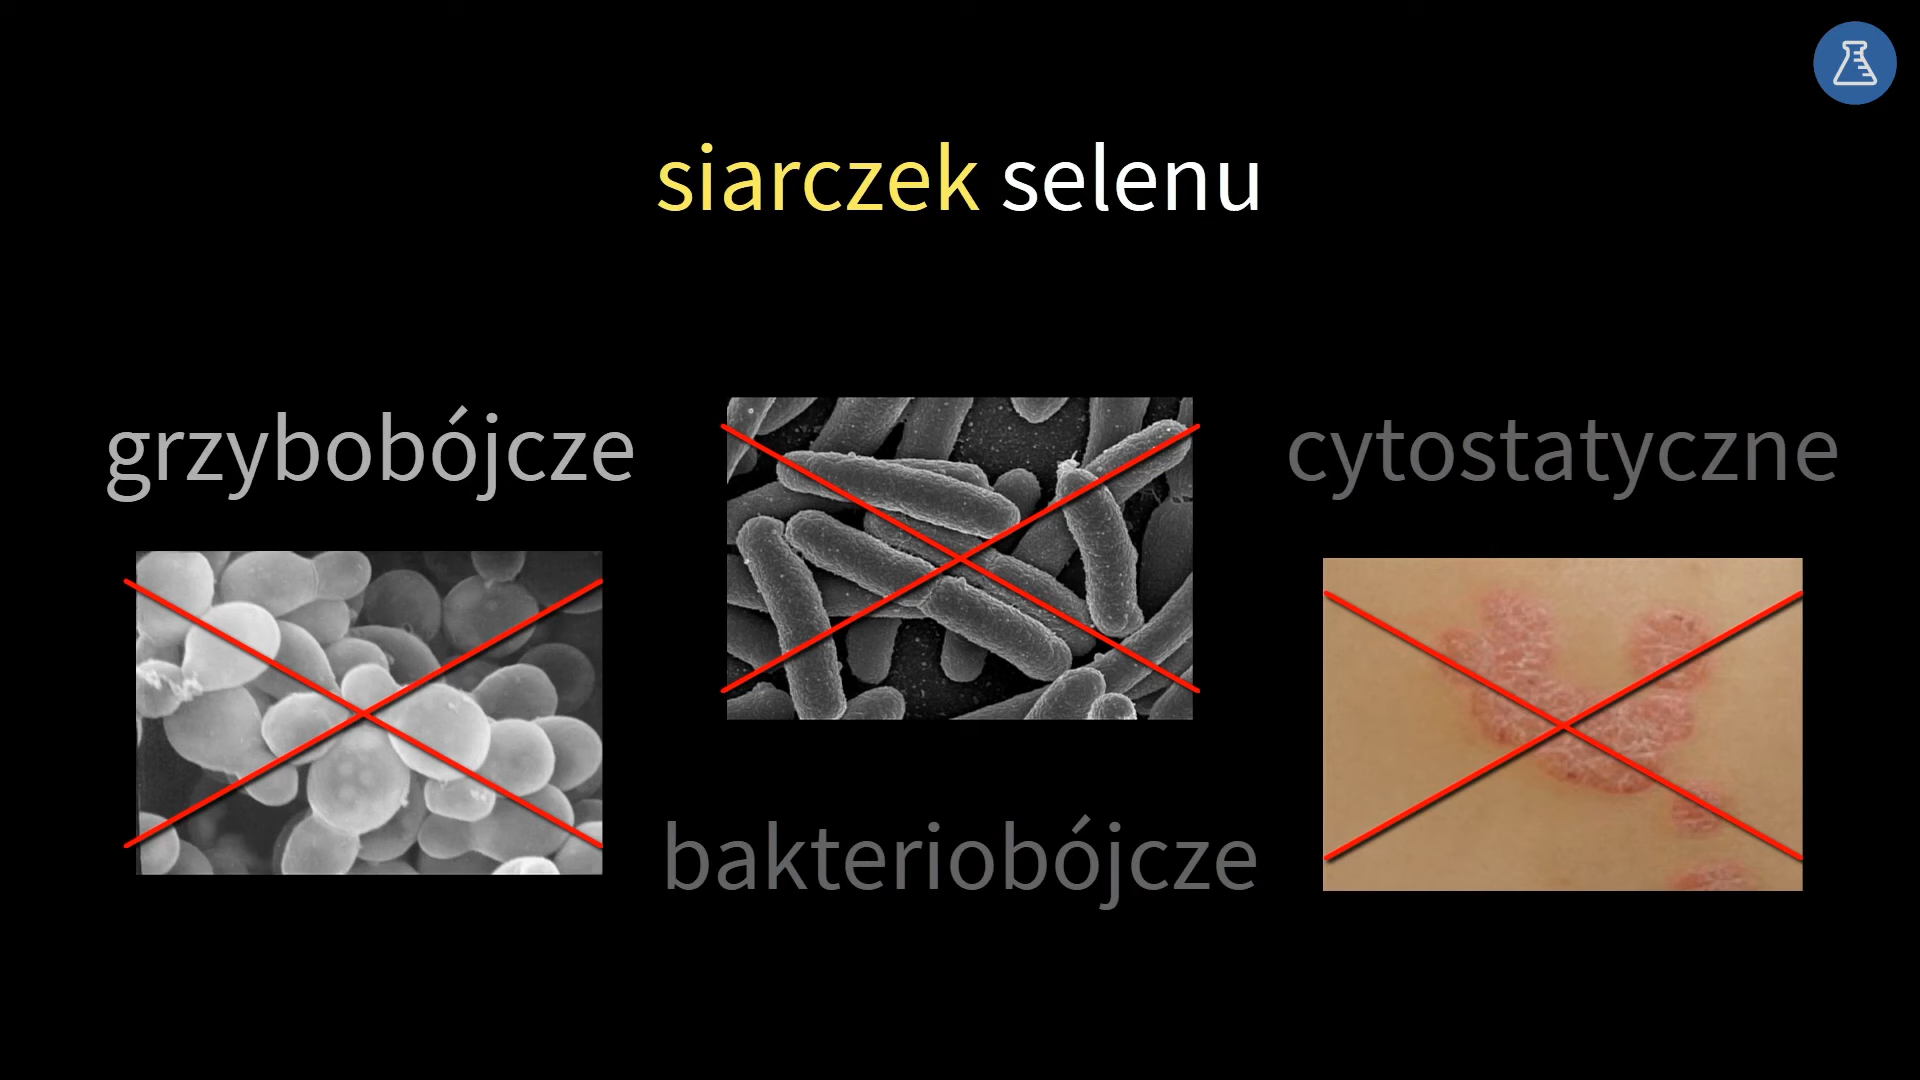 siarczek selenu
grzybobójcze
bakteriobójcze
cytostatyczne